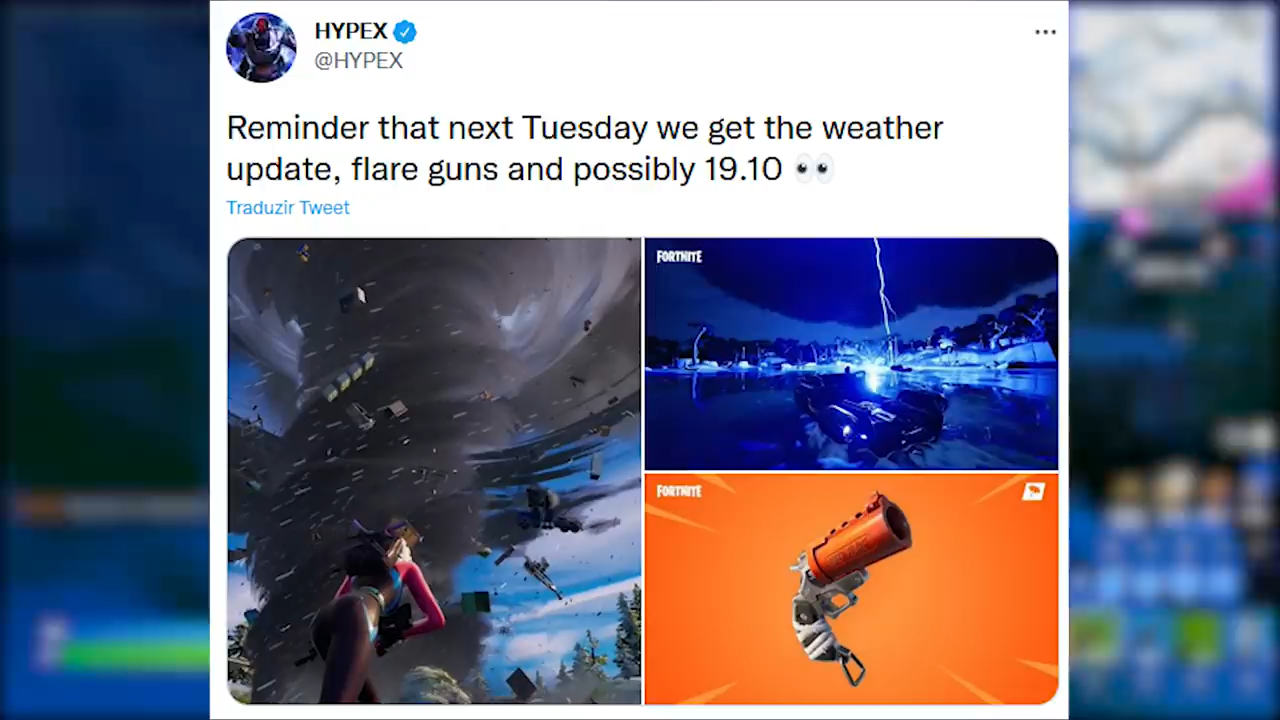 HYPEX
@HYPEX
Reminder that next Tuesday we get the weather
update, flare guns and possibly 19.10 👀
Traduzir Tweet
FORTNITE
FORTNITE